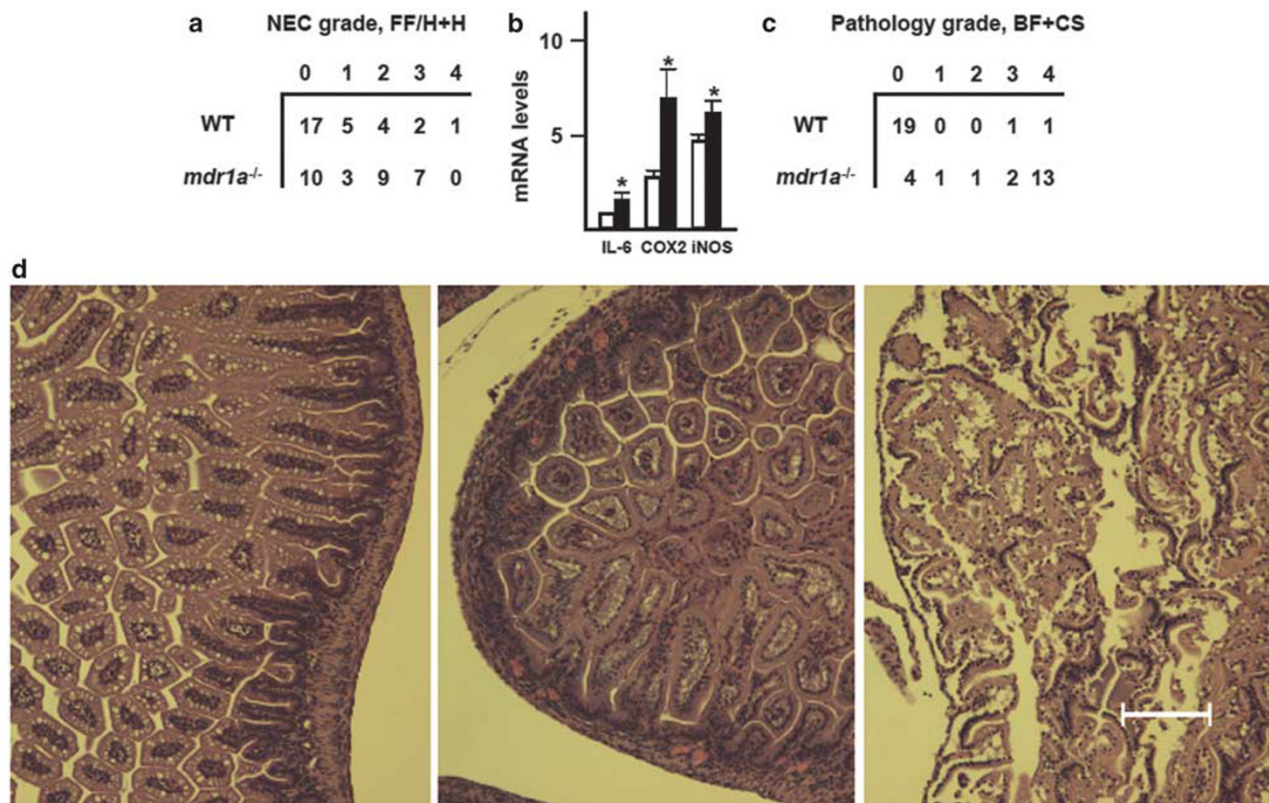 a NEC grade, FF/H+H
0 1 2 3 4
WT 17 5 4 2 1
mdr1a-/- 10 3 9 7 0
b
10
5
mRNA levels
* * *
IL-6 COX2 iNOS
c Pathology grade, BF+CS
0 1 2 3 4
WT 19 0 0 1 1
mdr1a-/- 4 1 1 2 13
d